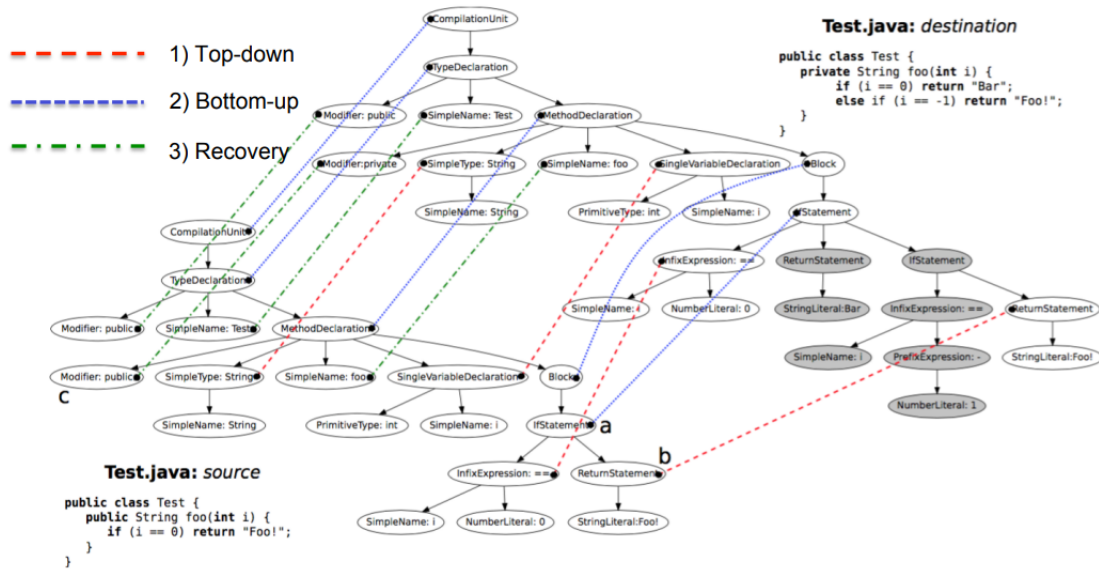 CompilationUnit
1) Top-down
Test.java: destination
TypeDeclaration
public class Test {
private String foo(int i) {
if (i == 0) return "Bar";
else if (i == -1) return "Foo!";
}
}
2) Bottom-up
Modifier: public
SimpleName: Test
MethodDeclaration
3) Recovery
Modifier:private
SimpleType: String
SimpleName: foo
SingleVariableDeclaration
Block
SimpleName: String
PrimitiveType: int
SimpleName: i
IfStatement
CompilationUnit
InfixExpression: ==
ReturnStatement
IfStatement
TypeDeclaration
SimpleName: i
NumberLiteral: 0
StringLiteral:Bar
InfixExpression: ==
ReturnStatement
Modifier: public
SimpleName: Test
MethodDeclaration
SimpleName: i
PrefixExpression: -
StringLiteral:Foo!
Modifier: public
SimpleType: String
SimpleName: foo
SingleVariableDeclaration
Block
c
NumberLiteral: 1
SimpleName: String
PrimitiveType: int
SimpleName: i
IfStatement
a
b
Test.java: source
InfixExpression: ==
ReturnStatement
public class Test {
public String foo(int i) {
if (i == 0) return "Foo!";
}
}
SimpleName: i
NumberLiteral: 0
StringLiteral:Foo!